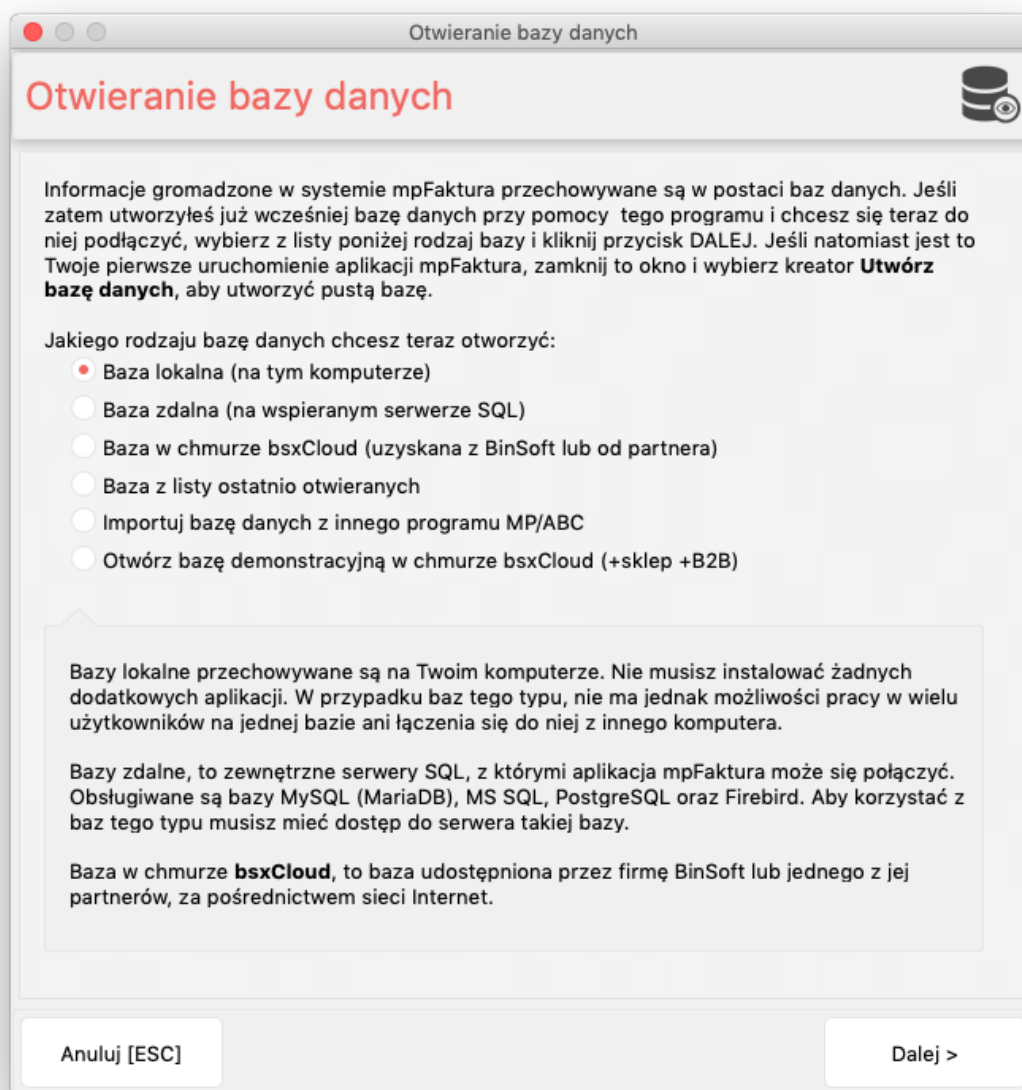 Otwieranie bazy danych
Otwieranie bazy danych
Informacje gromadzone w systemie mpFaktura przechowywane są w postaci baz danych. Jeśli
zatem utworzyłeś już wcześniej bazę danych przy pomocy  tego programu i chcesz się teraz do
niej podłączyć, wybierz z listy poniżej rodzaj bazy i kliknij przycisk DALEJ. Jeśli natomiast jest to
Twoje pierwsze uruchomienie aplikacji mpFaktura, zamknij to okno i wybierz kreator Utwórz
bazę danych, aby utworzyć pustą bazę.
Jakiego rodzaju bazę danych chcesz teraz otworzyć:
Baza lokalna (na tym komputerze)
Baza zdalna (na wspieranym serwerze SQL)
Baza w chmurze bsxCloud (uzyskana z BinSoft lub od partnera)
Baza z listy ostatnio otwieranych
Importuj bazę danych z innego programu MP/ABC
Otwórz bazę demonstracyjną w chmurze bsxCloud (+sklep +B2B)
Bazy lokalne przechowywane są na Twoim komputerze. Nie musisz instalować żadnych
dodatkowych aplikacji. W przypadku baz tego typu, nie ma jednak możliwości pracy w wielu
użytkowników na jednej bazie ani łączenia się do niej z innego komputera.
Bazy zdalne, to zewnętrzne serwery SQL, z którymi aplikacja mpFaktura może się połączyć.
Obsługiwane są bazy MySQL (MariaDB), MS SQL, PostgreSQL oraz Firebird. Aby korzystać z
baz tego typu musisz mieć dostęp do serwera takiej bazy.
Baza w chmurze bsxCloud, to baza udostępniona przez firmę BinSoft lub jednego z jej
partnerów, za pośrednictwem sieci Internet.
Anuluj [ESC]
Dalej >